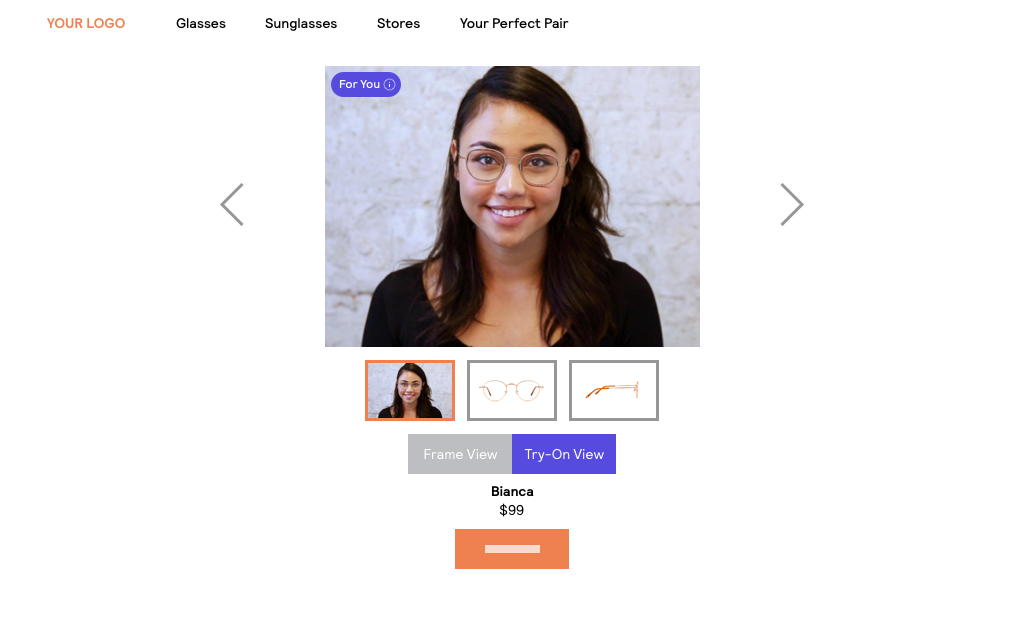 YOUR LOGO Glasses Sunglasses Stores Your Perfect Pair
For You
Frame View Try-On View
Bianca
$99